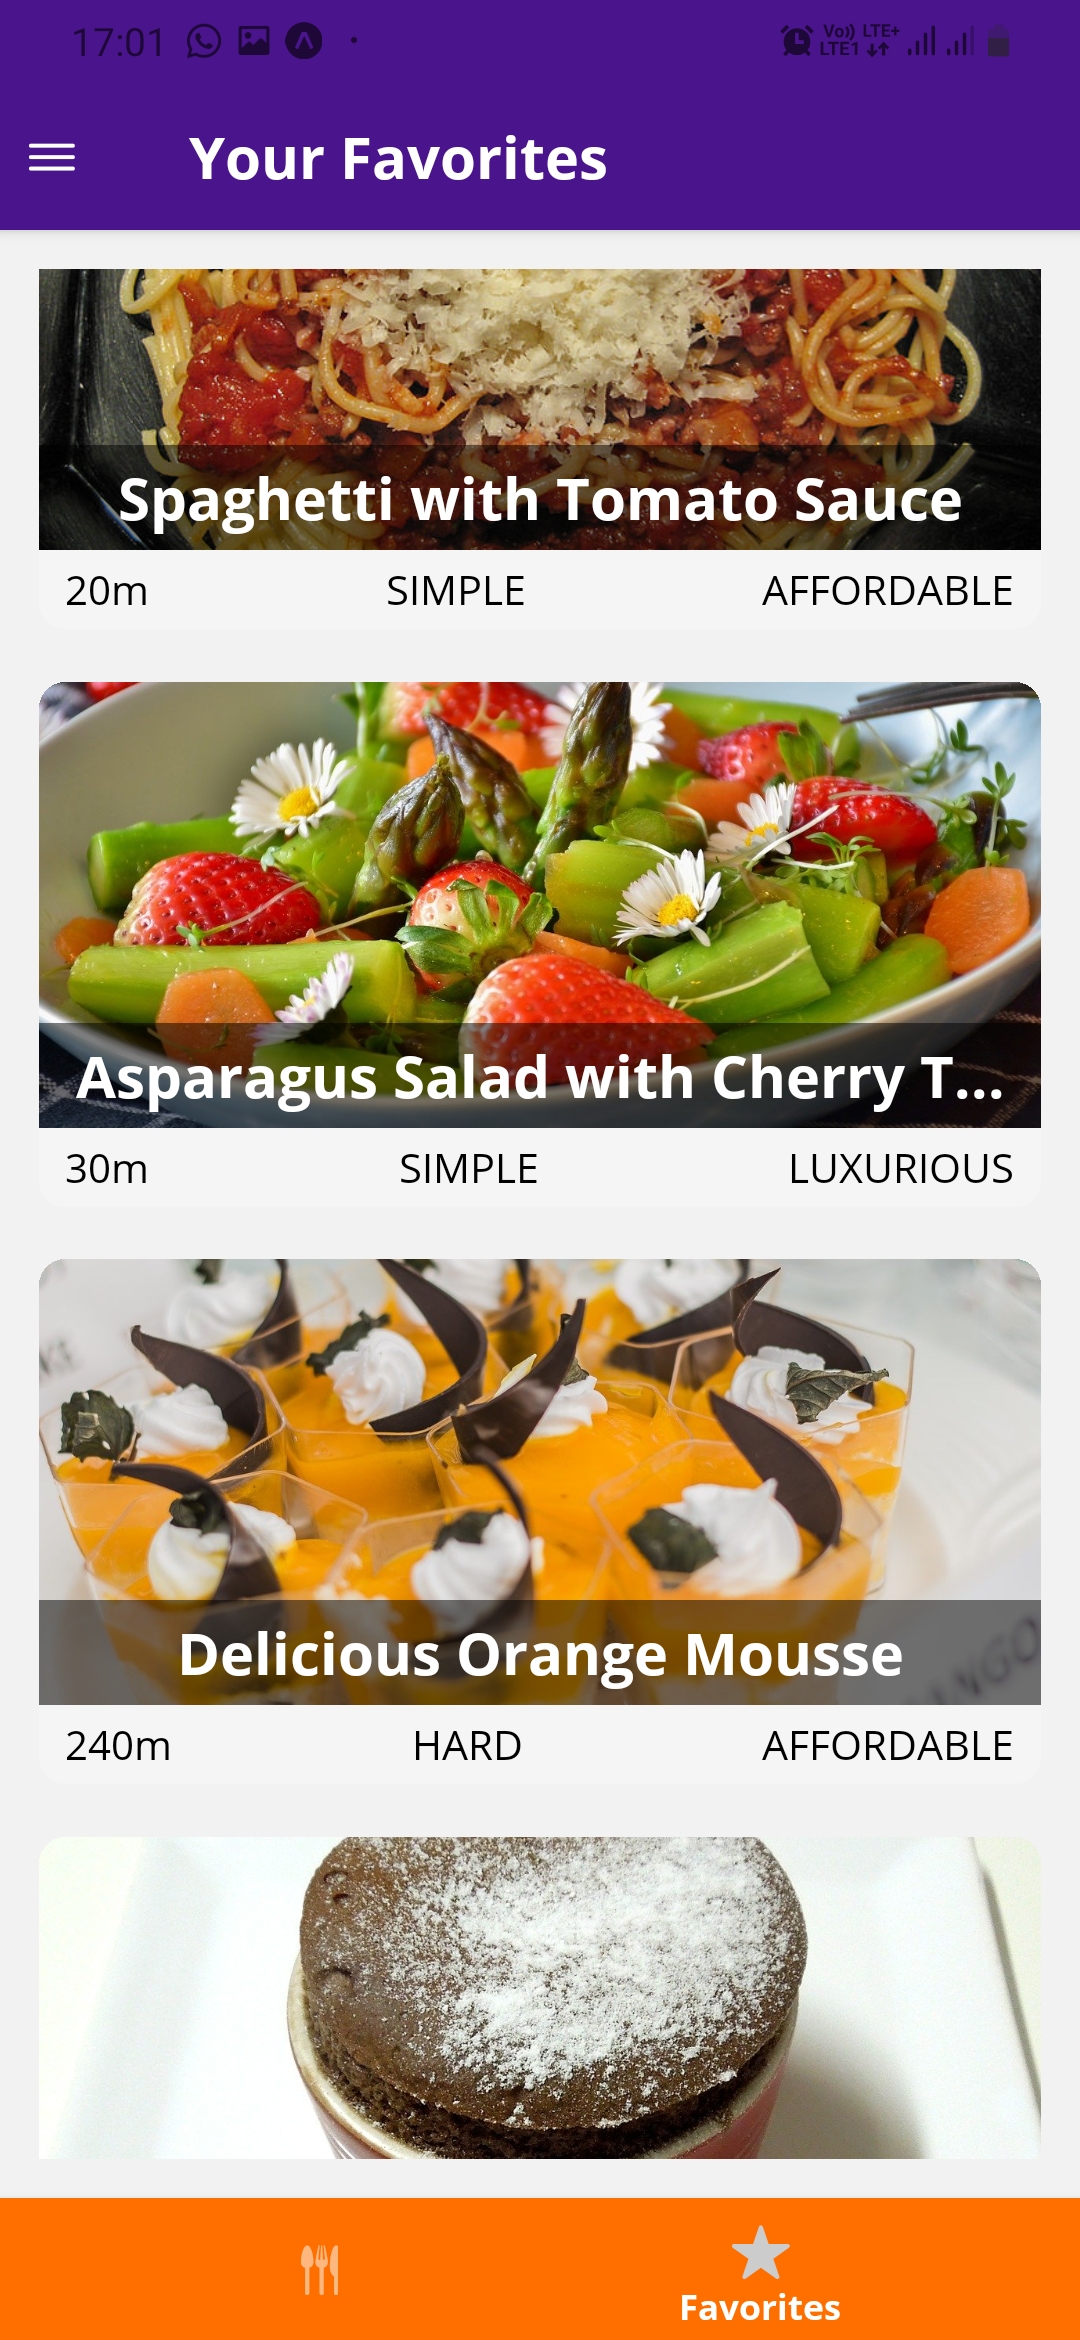 17:01
Vo)) LTE+
LTE1
Your Favorites
Spaghetti with Tomato Sauce
20m SIMPLE AFFORDABLE
Asparagus Salad with Cherry T...
30m SIMPLE LUXURIOUS
Delicious Orange Mousse
240m HARD AFFORDABLE
Favorites